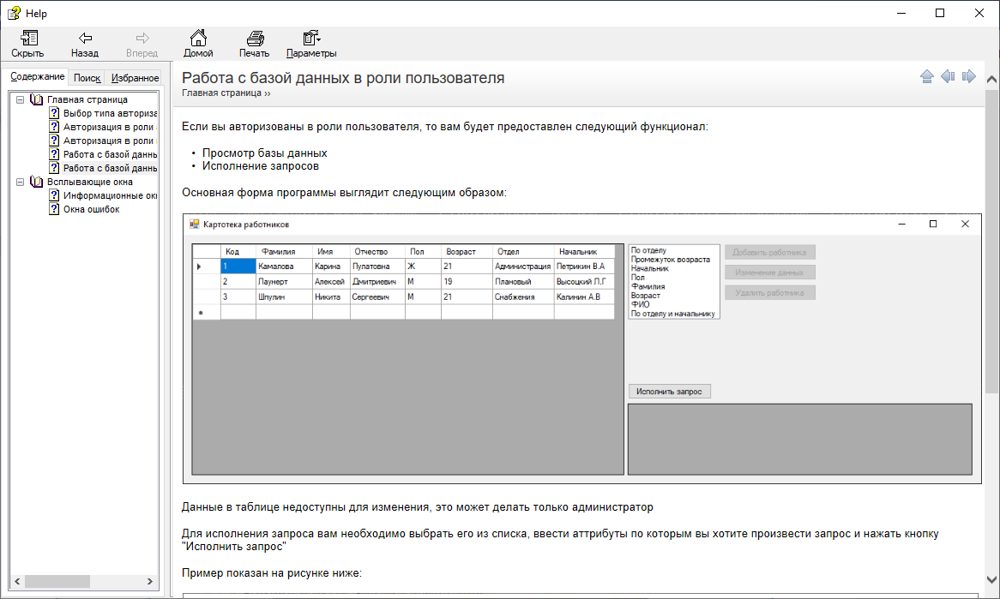 Help
Скрыть Назад Вперед Домой Печать Параметры
Содержание Поиск Избранное
Главная страница
Выбор типа авториза
Авторизация в роли
Авторизация в роли
Работа с базой данн
Работа с базой данн
Всплывающие окна
Информационные ок
Окна ошибок
Работа с базой данных в роли пользователя
Главная страница ››
Если вы авторизованы в роли пользователя, то вам будет предоставлен следующий функционал:
• Просмотр базы данных
• Исполнение запросов
Основная форма программы выглядит следующим образом:
Картотека работников
Код Фамилия Имя Отчество Пол Возраст Отдел Начальник
1 Камалова Карина Пулатовна Ж 21 Администрация Петрикин В.А
2 Лаунерт Алексей Дмитриевич М 19 Плановый Высоцкий Л.Г
3 Шпулин Никита Сергеевич М 21 Снабжения Калинин А.В
По отделу
Промежуток возраста
Начальник
Пол
Фамилия
Возраст
ФИО
По отделу и начальнику
Добавить работника
Изменение данных
Удалить работника
Исполнить запрос
Данные в таблице недоступны для изменения, это может делать только администратор
Для исполнения запроса вам необходимо выбрать его из списка, ввести аттрибуты по которым вы хотите произвести запрос и нажать кнопку
"Исполнить запрос"
Пример показан на рисунке ниже: